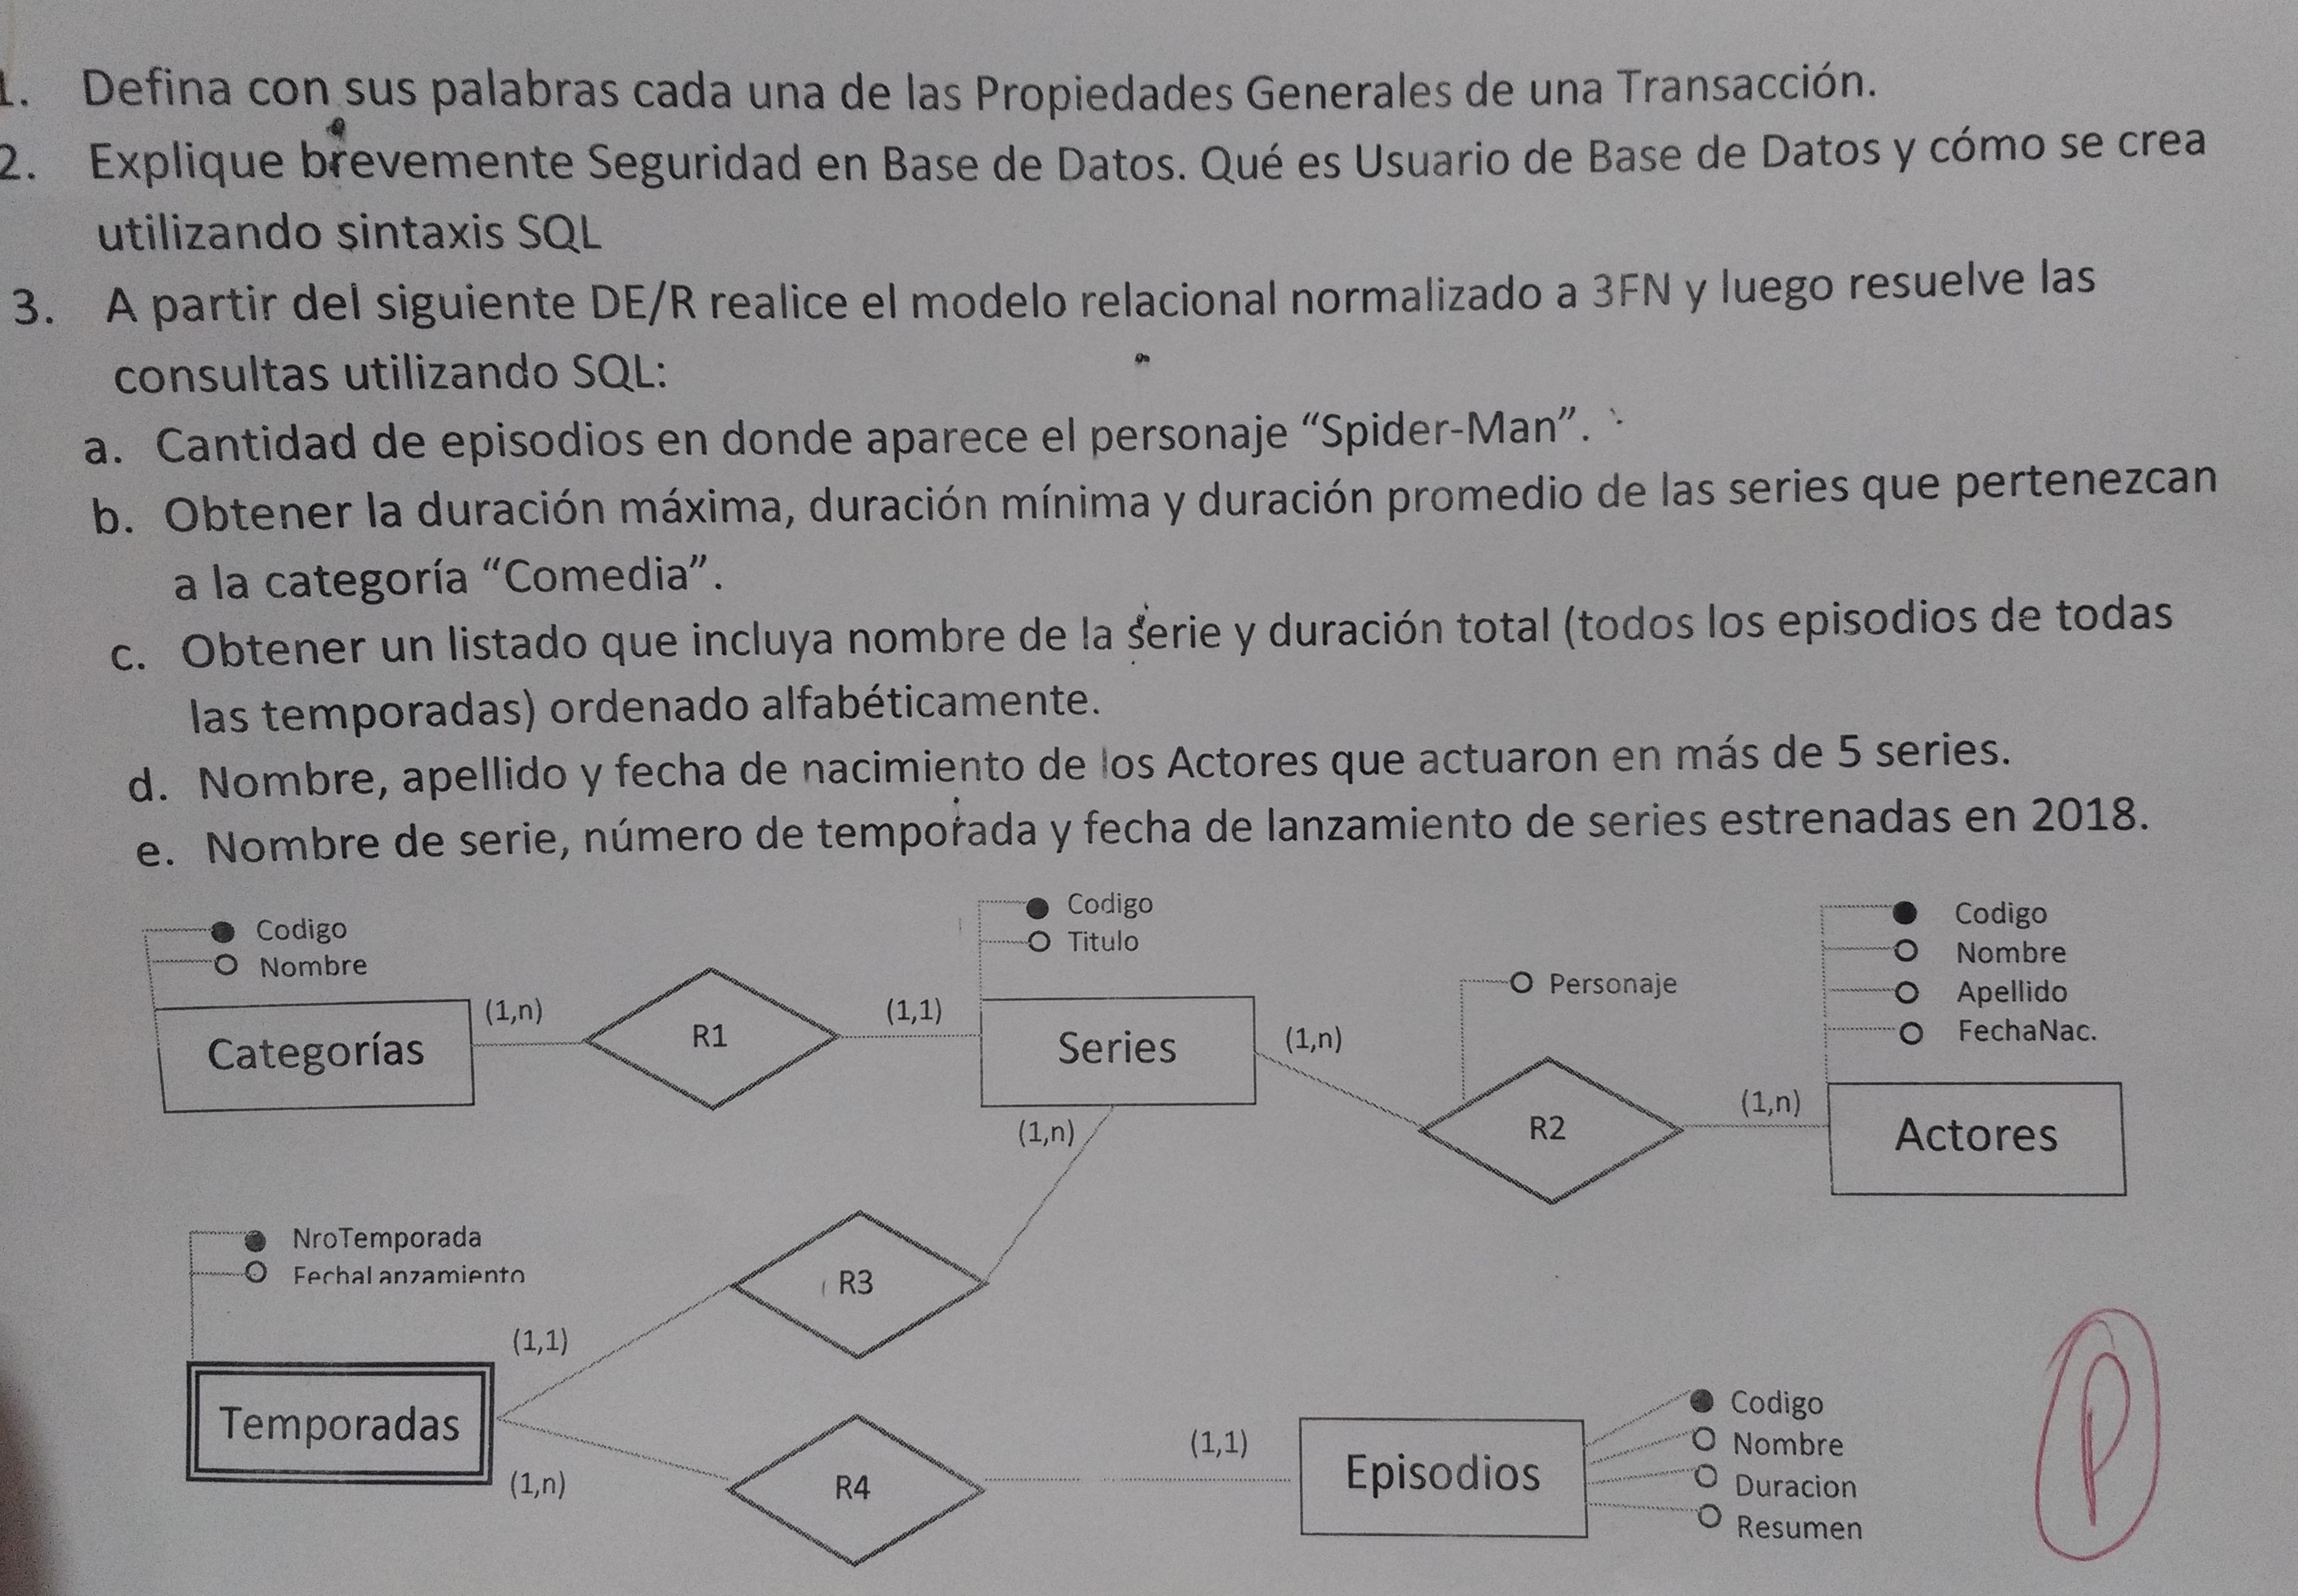 1. Defina con sus palabras cada una de las Propiedades Generales de una Transacción.
2. Explique brevemente Seguridad en Base de Datos. Qué es Usuario de Base de Datos y cómo se crea
utilizando sintaxis SQL
3. A partir del siguiente DE/R realice el modelo relacional normalizado a 3FN y luego resuelve las
consultas utilizando SQL:
a. Cantidad de episodios en donde aparece el personaje “Spider-Man”.
b. Obtener la duración máxima, duración mínima y duración promedio de las series que pertenezcan
a la categoría “Comedia”.
c. Obtener un listado que incluya nombre de la serie y duración total (todos los episodios de todas
las temporadas) ordenado alfabéticamente.
d. Nombre, apellido y fecha de nacimiento de los Actores que actuaron en más de 5 series.
e. Nombre de serie, número de temporada y fecha de lanzamiento de series estrenadas en 2018.
Codigo
Nombre
Categorías
(1,n)
R1
(1,1)
Codigo
Titulo
Series
(1,n)
(1,n)
Personaje
R2
(1,n)
Codigo
Nombre
Apellido
FechaNac.
Actores
NroTemporada
FechaLanzamiento
Temporadas
(1,1)
(1,n)
R3
R4
(1,1)
Episodios
Codigo
Nombre
Duracion
Resumen
P